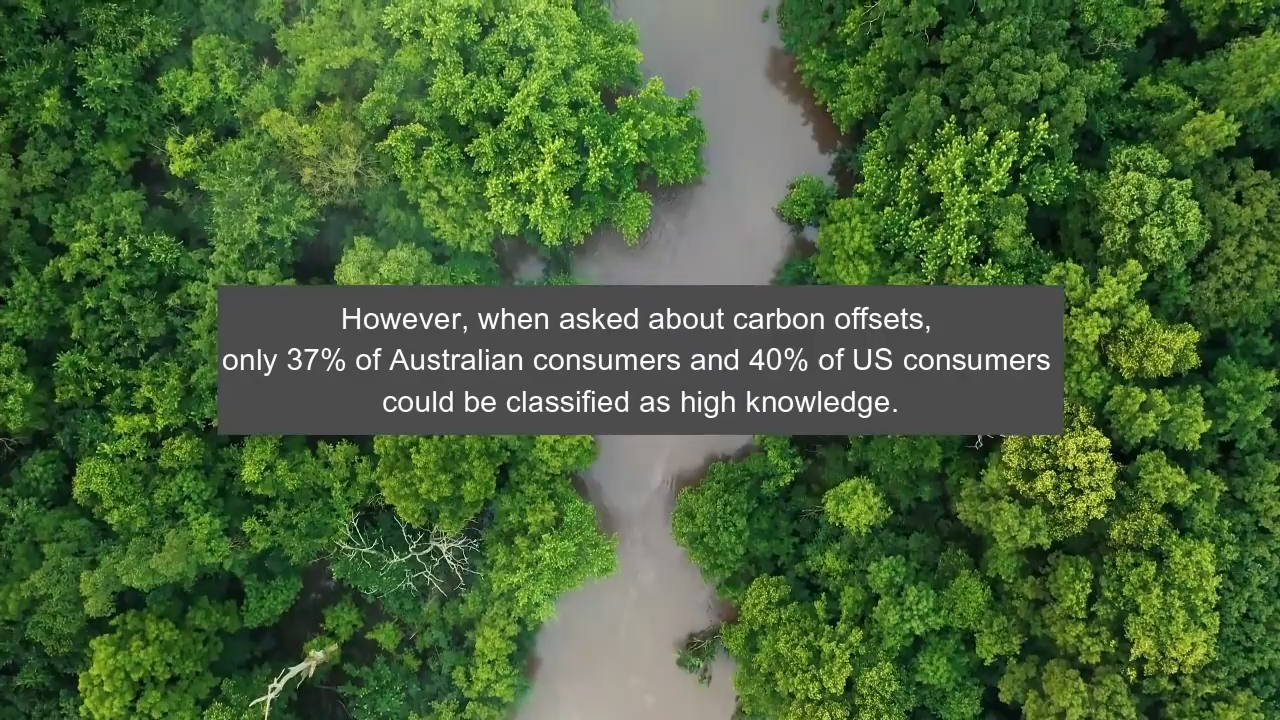 However, when asked about carbon offsets,
only 37% of Australian consumers and 40% of US consumers
could be classified as high knowledge.